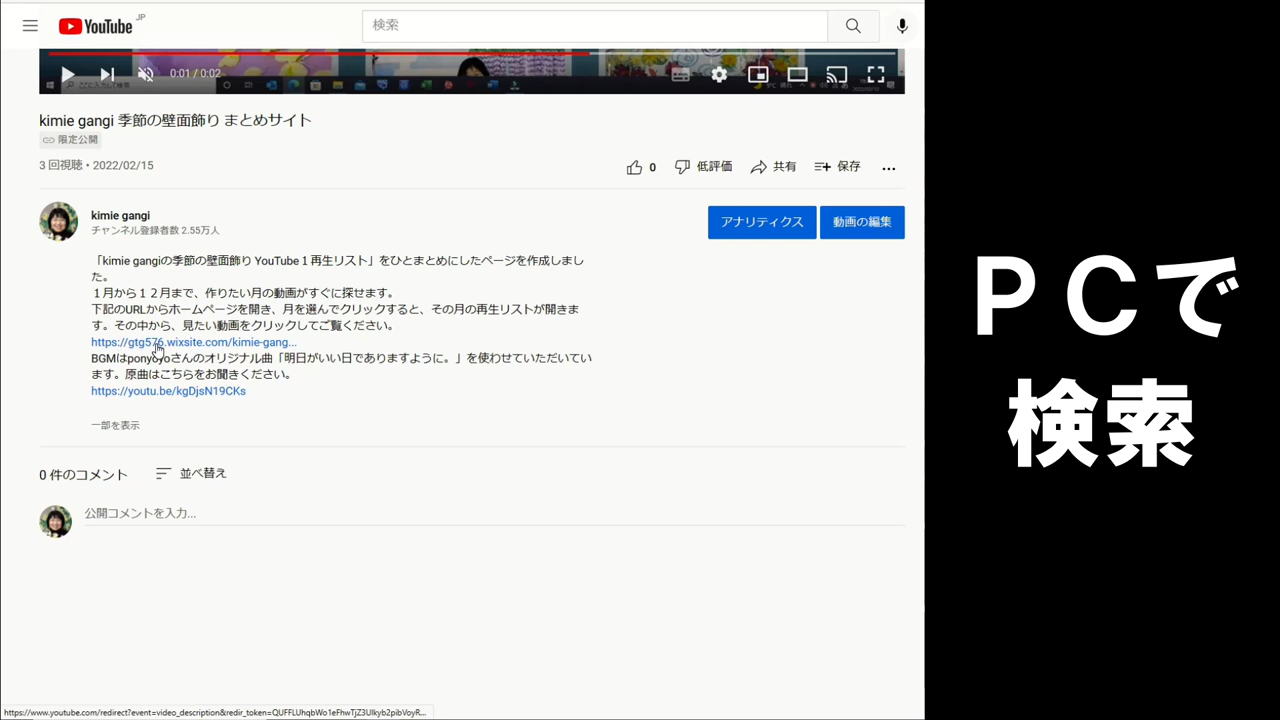 YouTube JP
検索
0:01 / 0:02
kimie gangi 季節の壁面飾り まとめサイト
限定公開
3 回視聴・2022/02/15
0 低評価 共有 保存
kimie gangi
チャンネル登録者数 2.55万人
アナリティクス 動画の編集
「kimie gangiの季節の壁面飾り YouTube１再生リスト」をひとまとめにしたページを作成しまし
た。
１月から１２月まで、作りたい月の動画がすぐに探せます。
下記のURLからホームページを開き、月を選んでクリックすると、その月の再生リストが開きま
す。その中から、見たい動画をクリックしてご覧ください。
https://gtg576.wixsite.com/kimie-gang...
BGMはponyoyoさんのオリジナル曲「明日がいい日でありますように。」を使わせていただいてい
ます。原曲はこちらをお聞きください。
https://youtu.be/kgDjsN19CKs
一部を表示
0 件のコメント 並べ替え
公開コメントを入力...
ＰＣで
検索